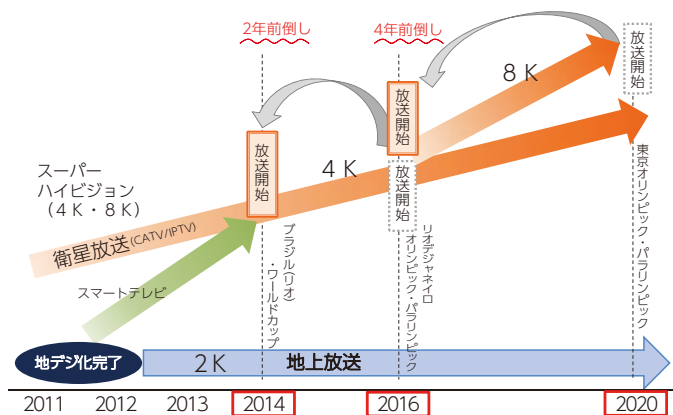 2年前倒し
4年前倒し
8K
放送開始
放送開始
放送開始
放送開始
4K
スーパー
ハイビジョン
（4K・8K）
衛星放送(CATV/IPTV)
スマートテレビ
ブラジル(リオ)
・ワールドカップ
リオデジャネイロ
オリンピック・パラリンピック
東京オリンピック・パラリンピック
地デジ化完了
2K
地上放送
2011
2012
2013
2014
2016
2020